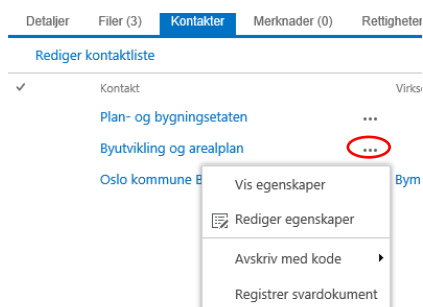 Detaljer Filer (3) Kontakter Merknader (0) Rettigheter
Rediger kontaktliste
Kontakt
Plan- og bygningsetaten ...
Byutvikling og arealplan ...
Oslo kommune Bym
Vis egenskaper
Rediger egenskaper
Avskriv med kode
Registrer svardokument